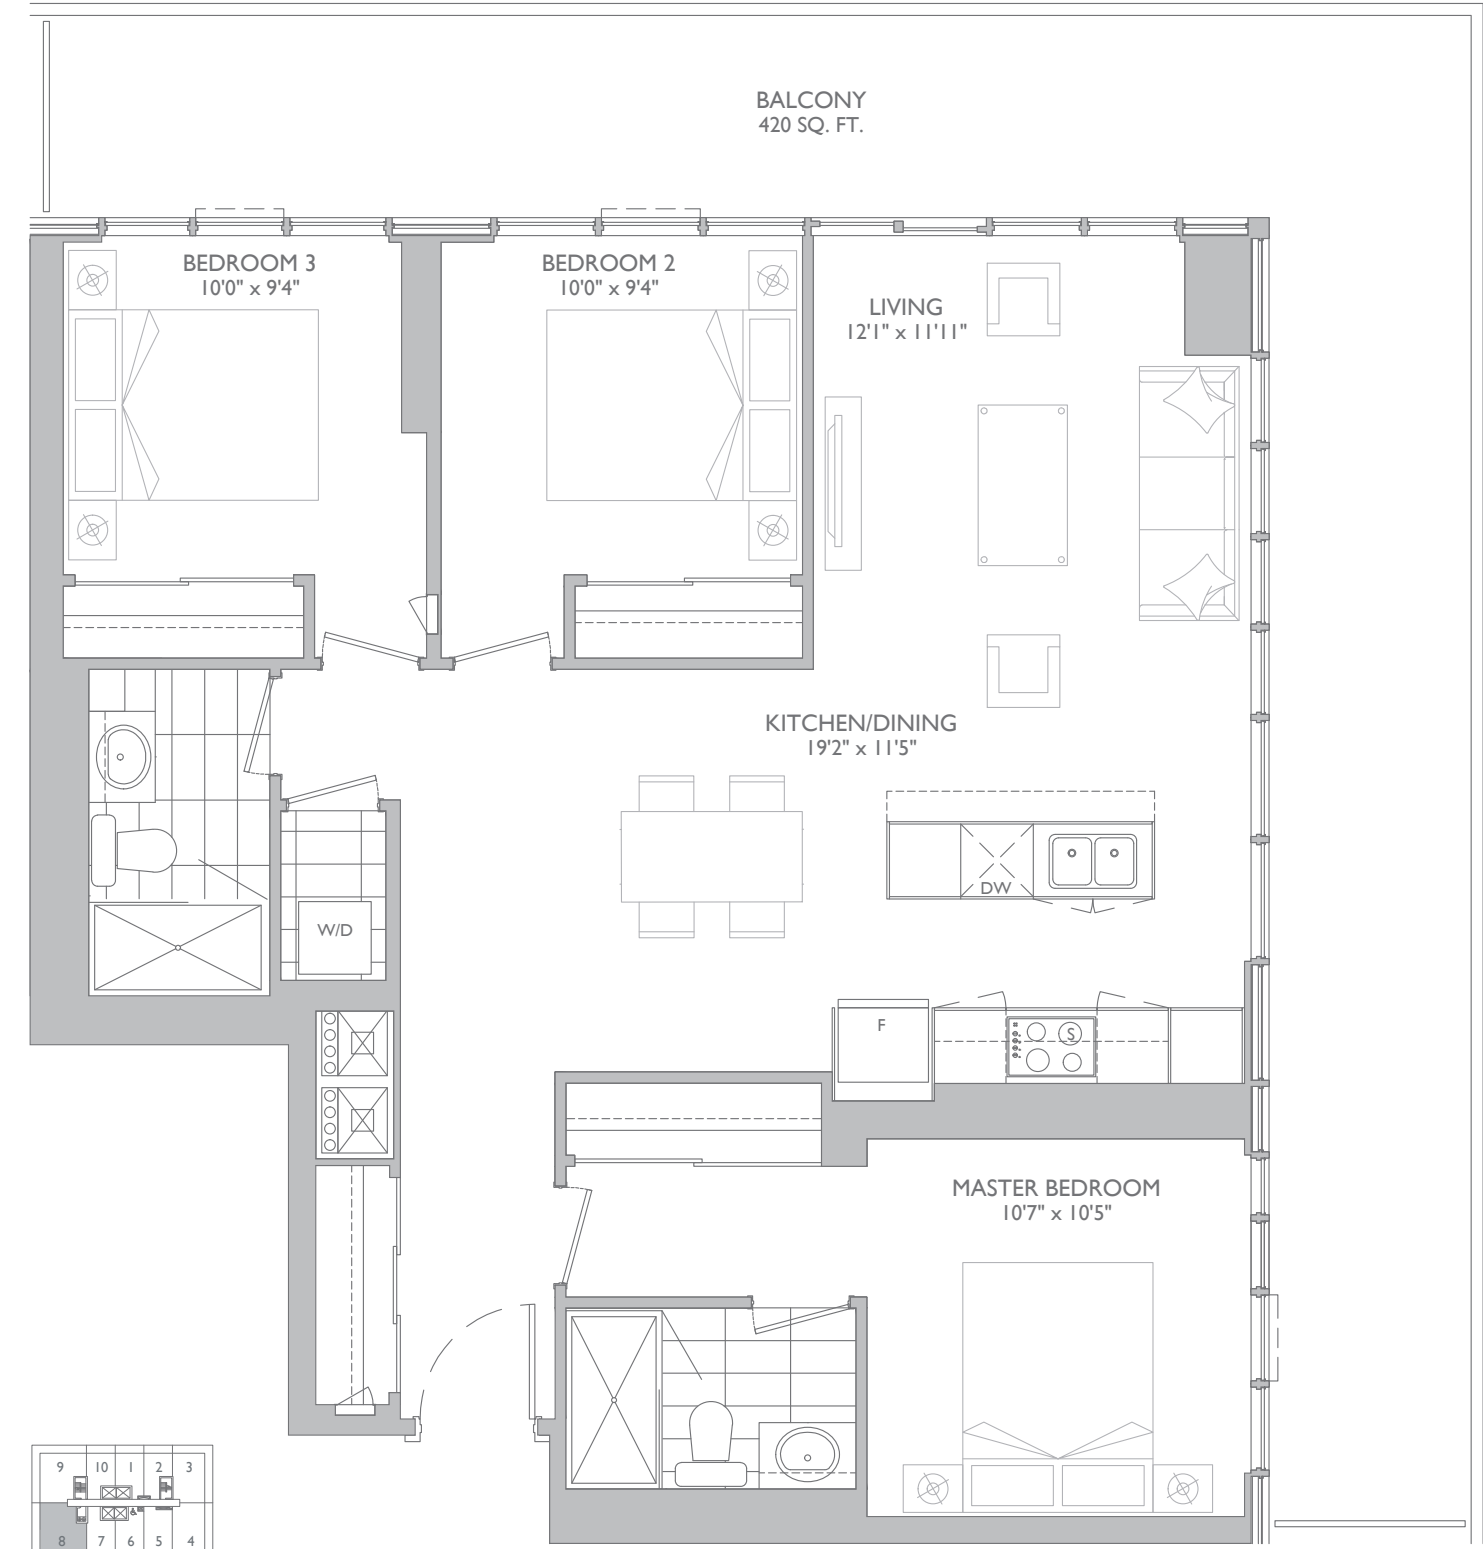 BALCONY
420 SQ. FT.
BEDROOM 3
10'0" x 9'4"
BEDROOM 2
10'0" x 9'4"
LIVING
12'1" x 11'11"
KITCHEN/DINING
19'2" x 11'5"
DW
W/D
F
S
MASTER BEDROOM
10'7" x 10'5"
9 10 1 2 3
8 7 6 5 4